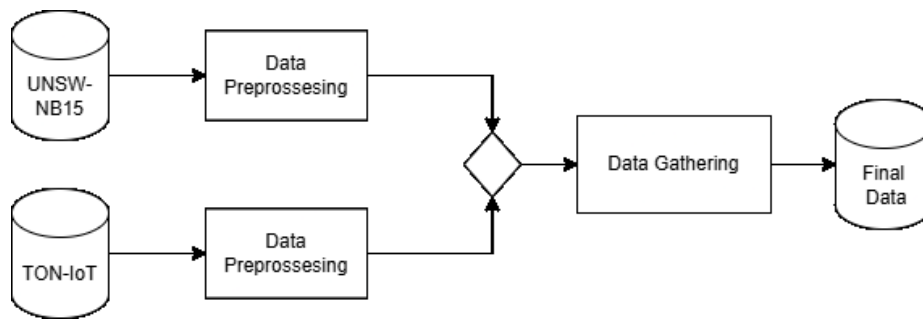 UNSW-
NB15
Data
Preprossesing
Data Gathering
Final
Data
TON-IoT
Data
Preprossesing